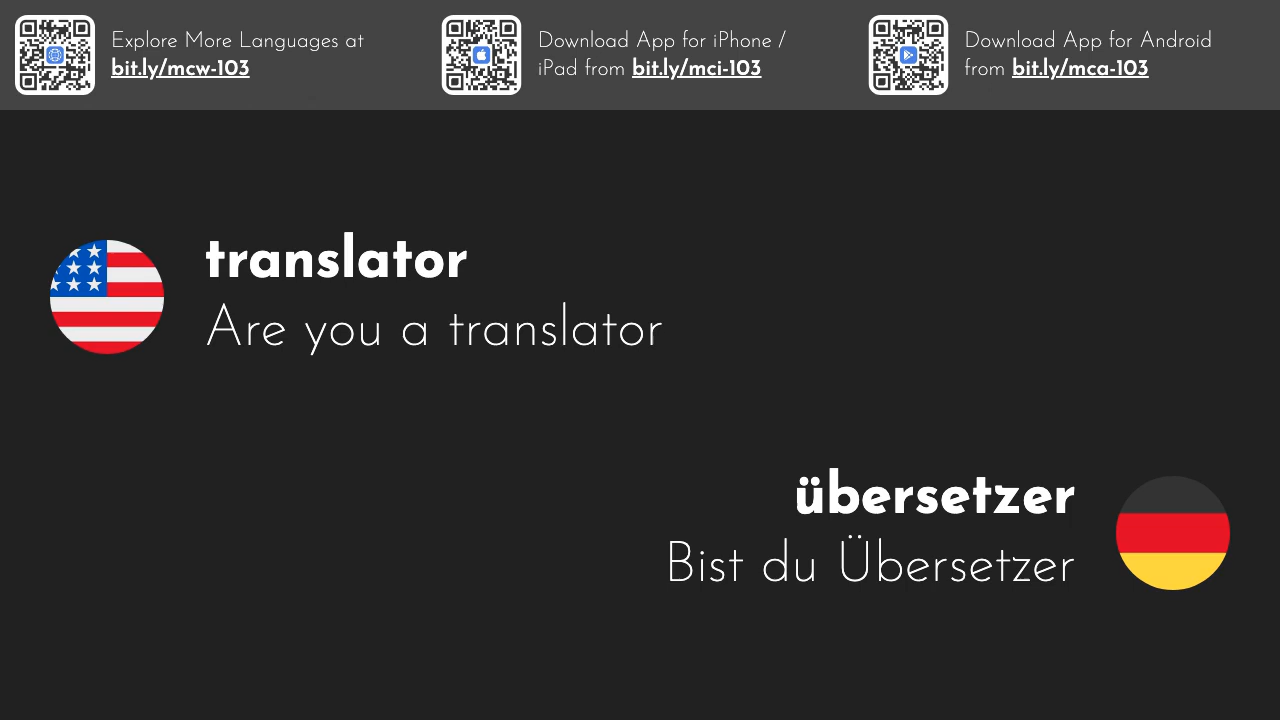 Explore More Languages at
bit.ly/mcw-103
Download App for iPhone /
iPad from bit.ly/mci-103
Download App for Android
from bit.ly/mca-103
translator
Are you a translator
übersetzer
Bist du Übersetzer